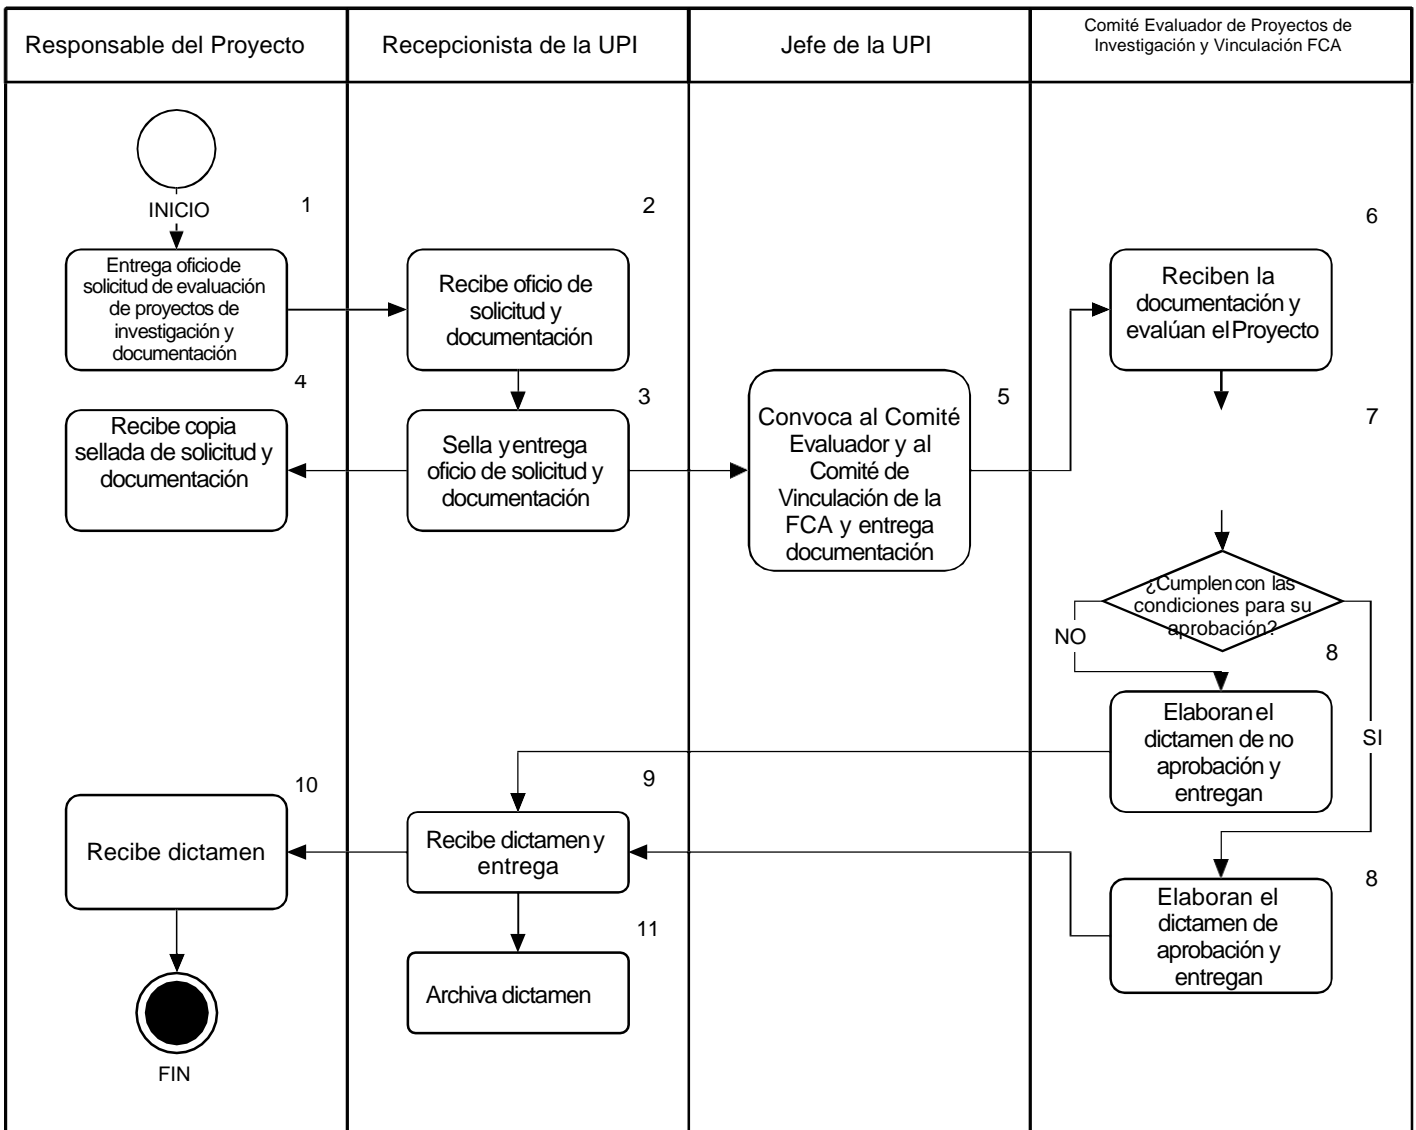 Responsable del Proyecto
Recepcionista de la UPI
Jefe de la UPI
Comité Evaluador de Proyectos de
Investigación y Vinculación FCA
INICIO
1
Entrega oficio de
solicitud de evaluación
de proyectos de
investigación y
documentación
2
Recibe oficio de
solicitud y
documentación
6
Reciben la
documentación y
evalúan el Proyecto
4
Recibe copia
sellada de solicitud y
documentación
3
Sella y entrega
oficio de solicitud y
documentación
5
Convoca al Comité
Evaluador y al
Comité de
Vinculación de la
FCA y entrega
documentación
7
¿Cumplen con las
condiciones para su
aprobación?
NO
SI
8
Elaboran el
dictamen de no
aprobación y
entregan
9
Recibe dictamen y
entrega
10
Recibe dictamen
8
Elaboran el
dictamen de
aprobación y
entregan
11
Archiva dictamen
FIN